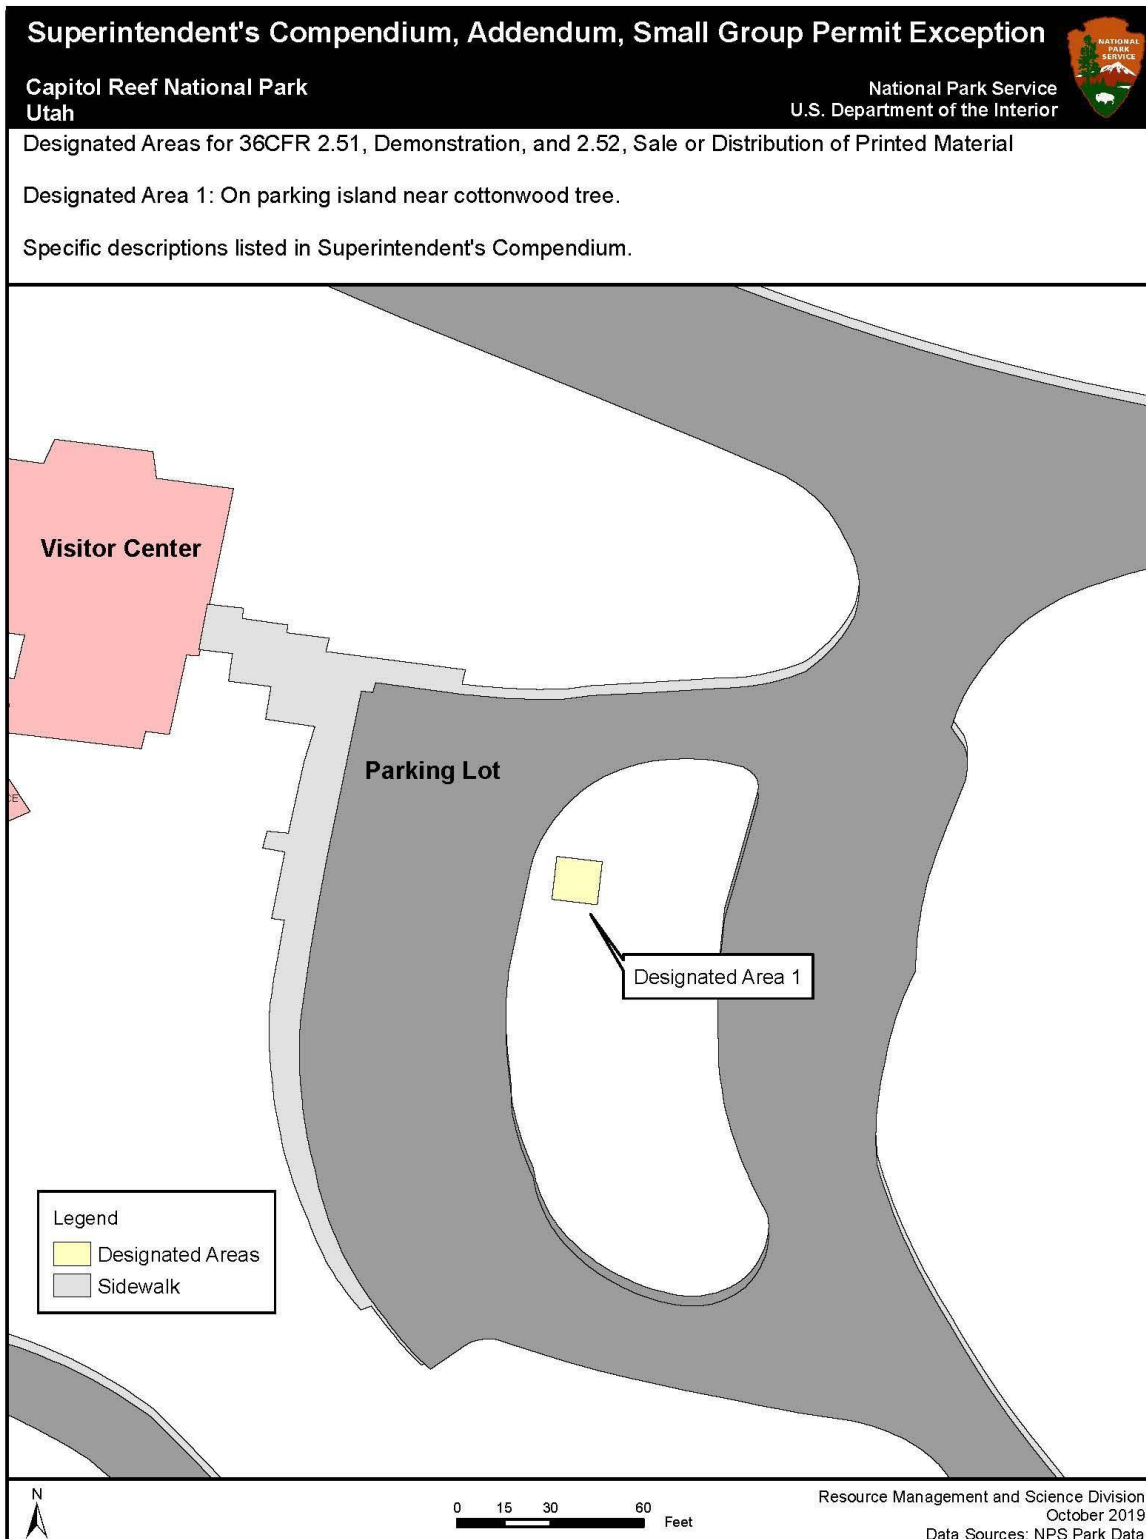 Superintendent's Compendium, Addendum, Small Group Permit Exception
NATIONAL
PARK
SERVICE
Capitol Reef National Park
Utah
National Park Service
U.S. Department of the Interior
Designated Areas for 36CFR 2.51, Demonstration, and 2.52, Sale or Distribution of Printed Material
Designated Area 1: On parking island near cottonwood tree.
Specific descriptions listed in Superintendent's Compendium.
Visitor Center
Parking Lot
CE
Designated Area 1
Legend
Designated Areas
Sidewalk
N
0 15 30 60
Feet
Resource Management and Science Division
October 2019
Data Sources: NPS Park Data